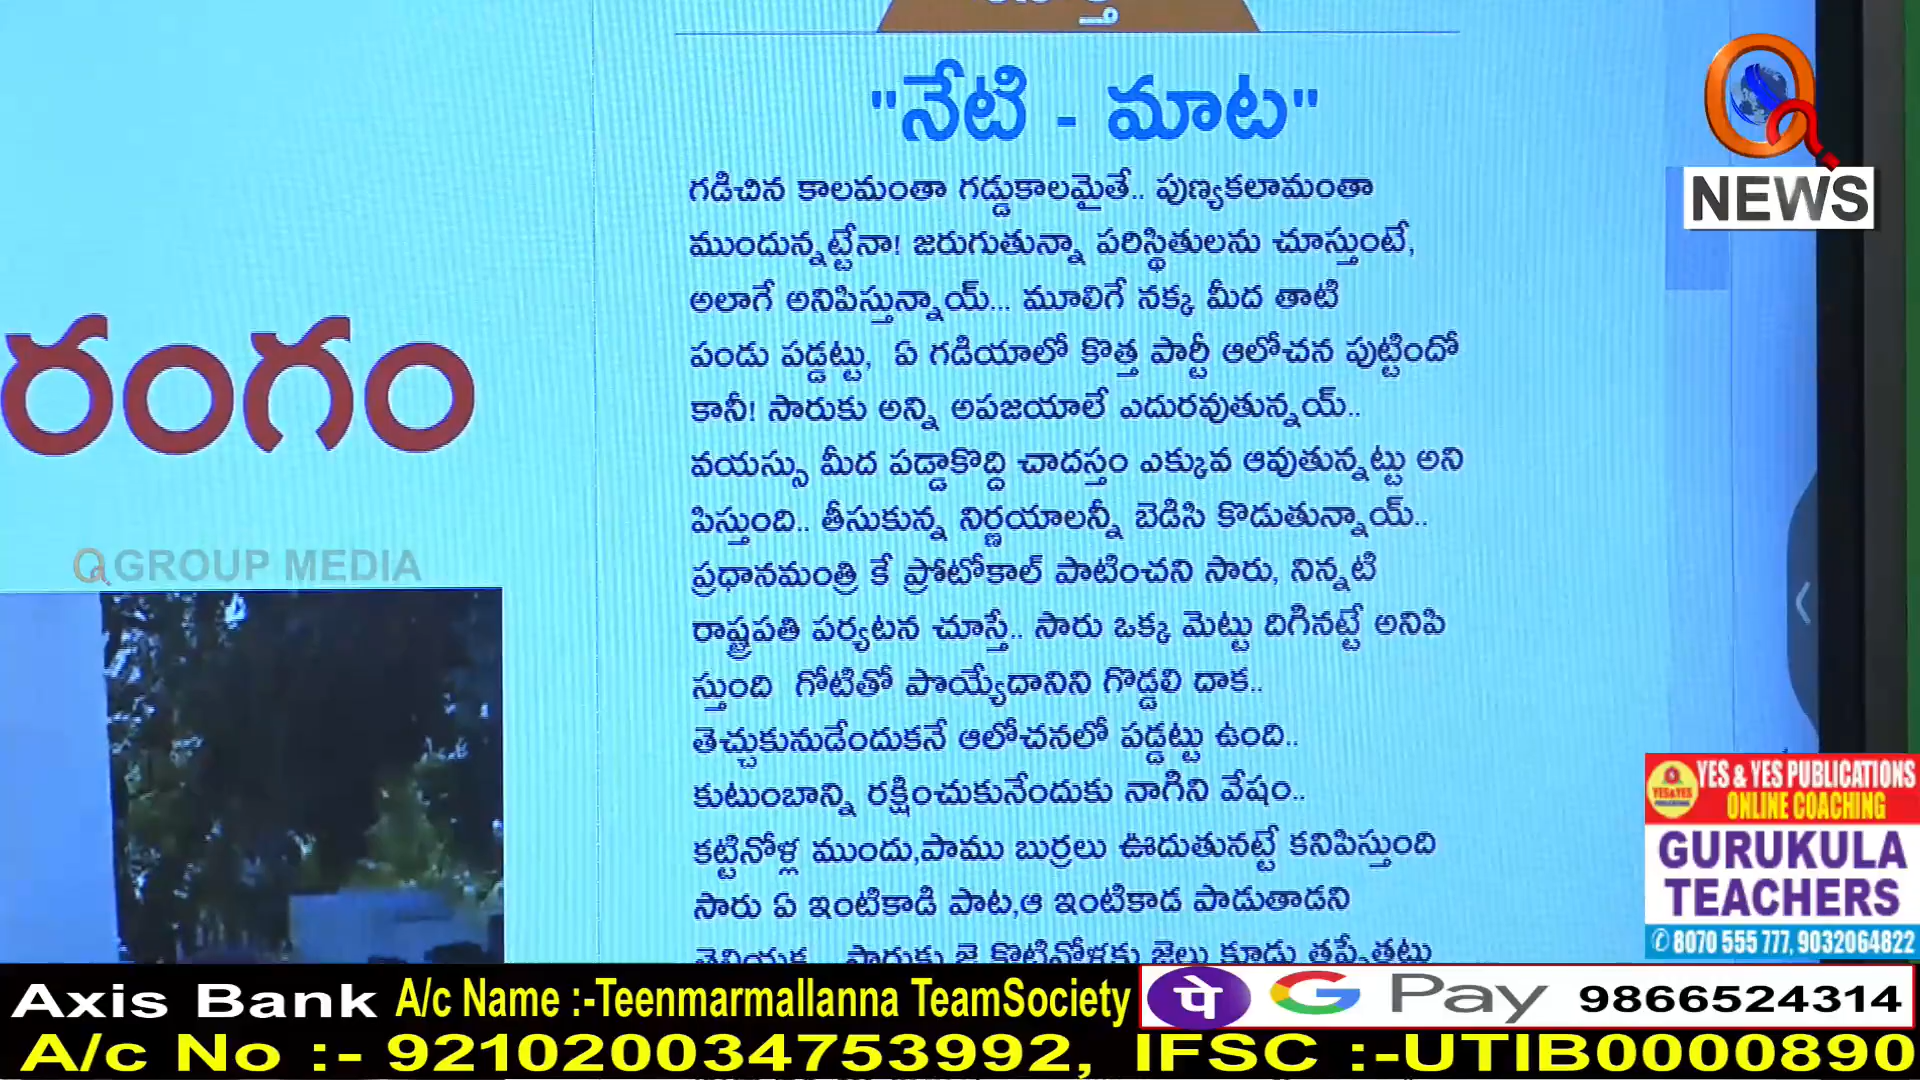 "నేటి - మాట"
గడిచిన కాలమంతా గడ్డుకాలమైతే.. పుణ్యకలామంతా
ముందున్నట్టేనా! జరుగుతున్నా పరిస్థితులను చూస్తుంటే,
అలాగే అనిపిస్తున్నాయ్... మూలిగే నక్క మీద తాటి
పండు పడ్డట్టు, ఏ గడియాలో కొత్త పార్టీ ఆలోచన పుట్టిందో
కానీ! సారుకు అన్ని అపజయాలే ఎదురవుతున్నయ్..
వయస్సు మీద పడ్డాకొద్ది చాదస్తం ఎక్కువ ఆవుతున్నట్టు అని
పిస్తుంది.. తీసుకున్న నిర్ణయాలన్నీ బెడిసి కొడుతున్నాయ్..
ప్రధానమంత్రి కే ప్రోటోకాల్ పాటించని సారు, నిన్నటి
రాష్ట్రపతి పర్యటన చూస్తే.. సారు ఒక్క మెట్టు దిగినట్టే అనిపి
స్తుంది గోటితో పొయ్యేదానిని గొడ్డలి దాక..
తెచ్చుకునుడేందుకనే ఆలోచనలో పడ్డట్టు ఉంది..
కుటుంబాన్ని రక్షించుకునేందుకు నాగిని వేషం..
కట్టినోళ్ల ముందు,పాము బుర్రలు ఊదుతునట్టే కనిపిస్తుంది
సారు ఏ ఇంటికాడి పాట,ఆ ఇంటికాడ పాడుతాడని
రంగం
Q GROUP MEDIA
Q NEWS
YES & YES PUBLICATIONS
ONLINE COACHING
GURUKULA
TEACHERS
8070 555 777, 9032064822
Axis Bank A/c Name :-Teenmarmallanna TeamSociety
पे G Pay 9866524314
A/c No :- 921020034753992, IFSC :-UTIB0000890